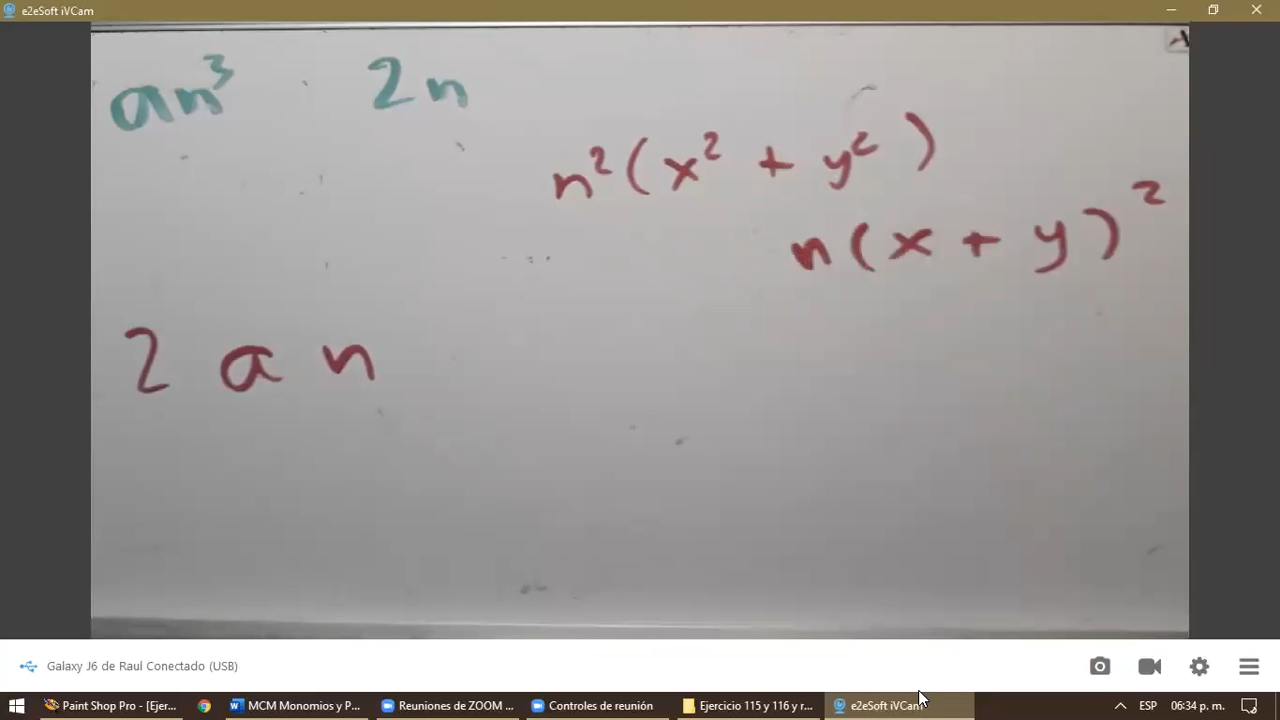 e2eSoft iVCam
an³ 2n
n²(x² + y²)
n(x + y)²
2 a n
Galaxy J6 de Raul Conectado (USB)
Paint Shop Pro - [Ejer...
MCM Monomios y P...
Reuniones de ZOOM ...
Controles de reunión
Ejercicio 115 y 116 y r...
e2eSoft iVCam
ESP
06:34 p. m.